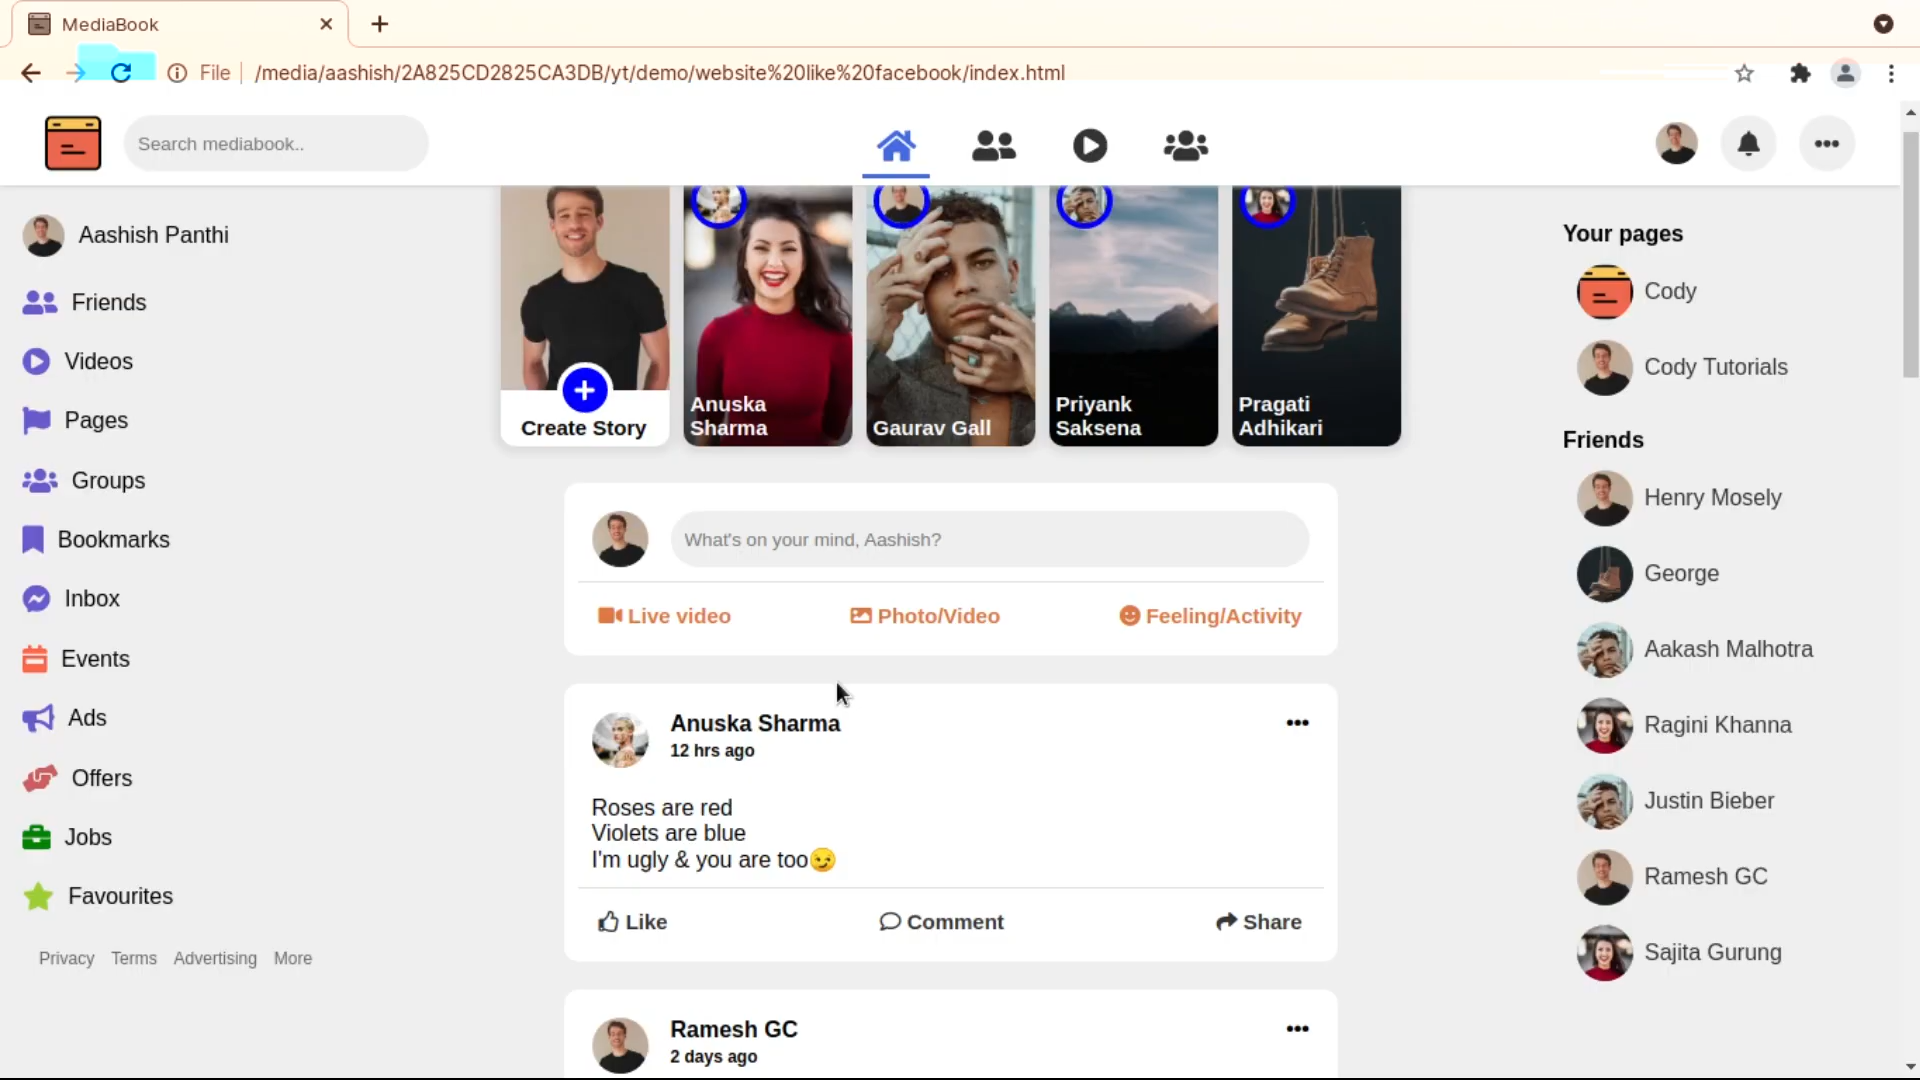 MediaBook
File
/media/aashish/2A825CD2825CA3DB/yt/demo/website%20like%20facebook/index.html
Search mediabook..
Aashish Panthi
Friends
Videos
Pages
Groups
Bookmarks
Inbox
Events
Ads
Offers
Jobs
Favourites
Privacy Terms Advertising More
Create Story
Anuska
Sharma
Gaurav Gall
Priyank
Saksena
Pragati
Adhikari
What's on your mind, Aashish?
Live video Photo/Video Feeling/Activity
Anuska Sharma
12 hrs ago
Roses are red
Violets are blue
I'm ugly & you are too😏
Like Comment Share
Ramesh GC
2 days ago
Your pages
Cody
Cody Tutorials
Friends
Henry Mosely
George
Aakash Malhotra
Ragini Khanna
Justin Bieber
Ramesh GC
Sajita Gurung